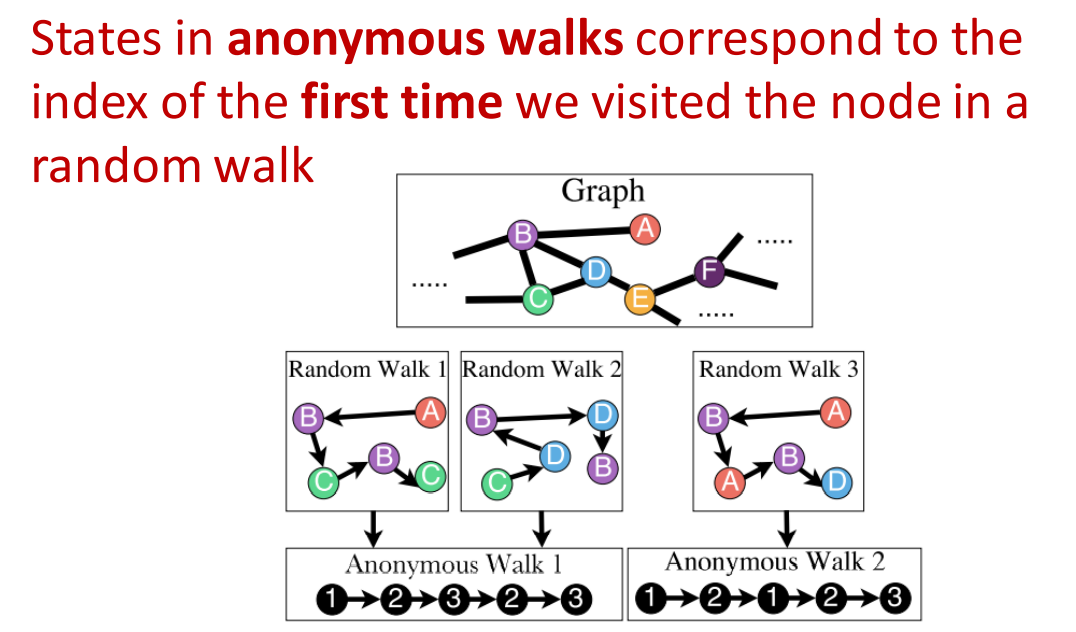 States in anonymous walks correspond to the
index of the first time we visited the node in a
random walk
Graph
B
A
D
C
E
F
.....
.....
.....
Random Walk 1
B
A
C
B
C
Random Walk 2
B
D
D
C
B
Random Walk 3
B
A
A
B
D
Anonymous Walk 1
1 2 3 2 3
Anonymous Walk 2
1 2 1 2 3